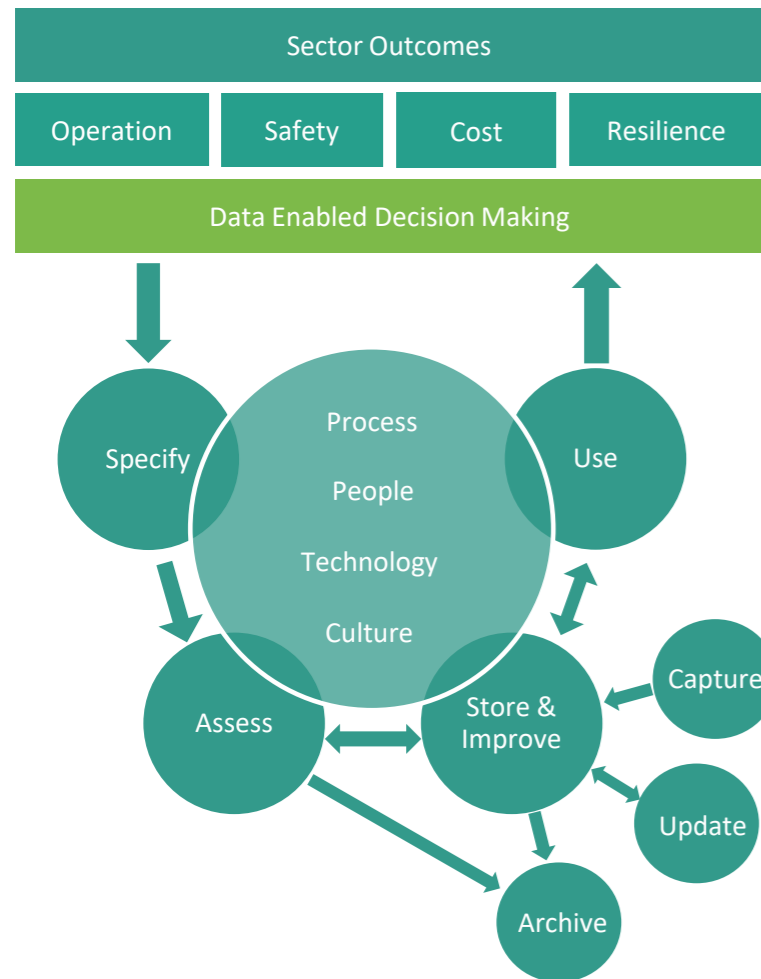 Sector Outcomes
Operation
Safety
Cost
Resilience
Data Enabled Decision Making
Process
People
Technology
Culture
Specify
Use
Assess
Store &
Improve
Capture
Update
Archive